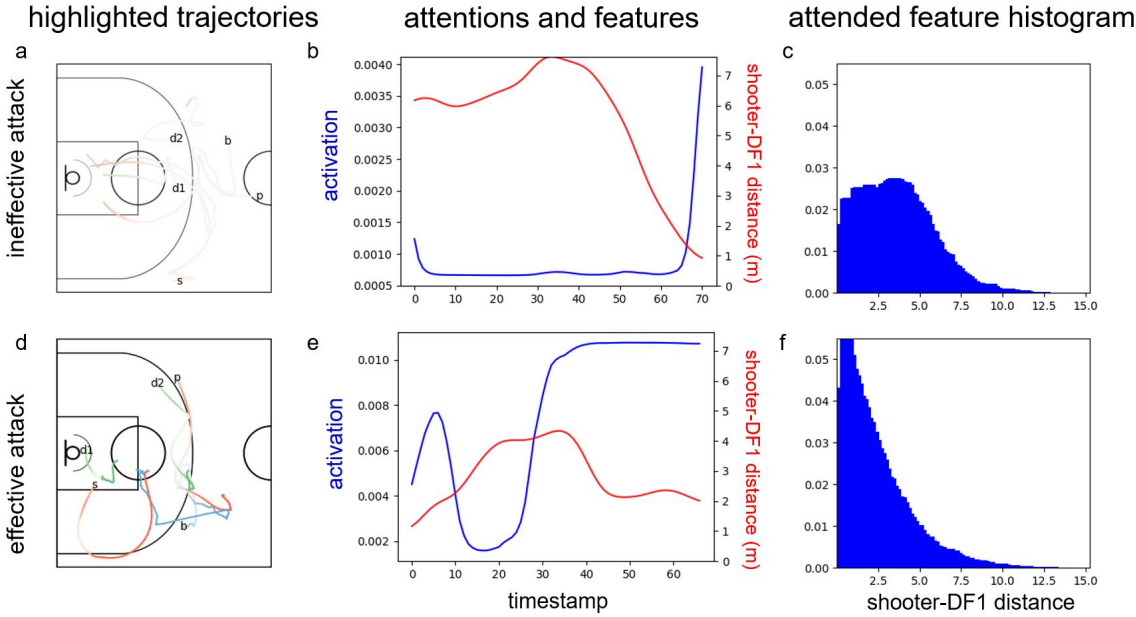 highlighted trajectories
attentions and features
attended feature histogram
a
ineffective attack
d2
b
d1
p
s
b
activation
0.0040
0.0035
0.0030
0.0025
0.0020
0.0015
0.0010
0.0005
0 10 20 30 40 50 60 70
7
6
5
4
3
2
1
0
shooter-DF1 distance (m)
c
0.05
0.04
0.03
0.02
0.01
0.00
2.5 5.0 7.5 10.0 12.5 15.0
d
effective attack
d2
p
d1
s
b
e
activation
0.010
0.008
0.006
0.004
0.002
0 10 20 30 40 50 60
timestamp
7
6
5
4
3
2
1
0
shooter-DF1 distance (m)
f
0.05
0.04
0.03
0.02
0.01
0.00
2.5 5.0 7.5 10.0 12.5 15.0
shooter-DF1 distance